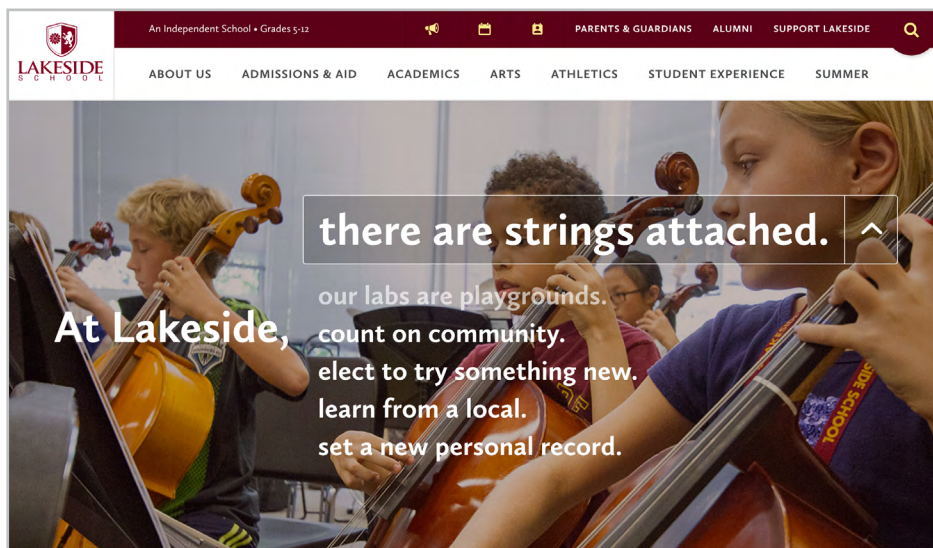 LAKESIDE
SCHOOL
An Independent School • Grades 5-12
PARENTS & GUARDIANS
ALUMNI
SUPPORT LAKESIDE
ABOUT US
ADMISSIONS & AID
ACADEMICS
ARTS
ATHLETICS
STUDENT EXPERIENCE
SUMMER
At Lakeside,
there are strings attached.
our labs are playgrounds.
count on community.
elect to try something new.
learn from a local.
set a new personal record.
SIDE SCHOOL